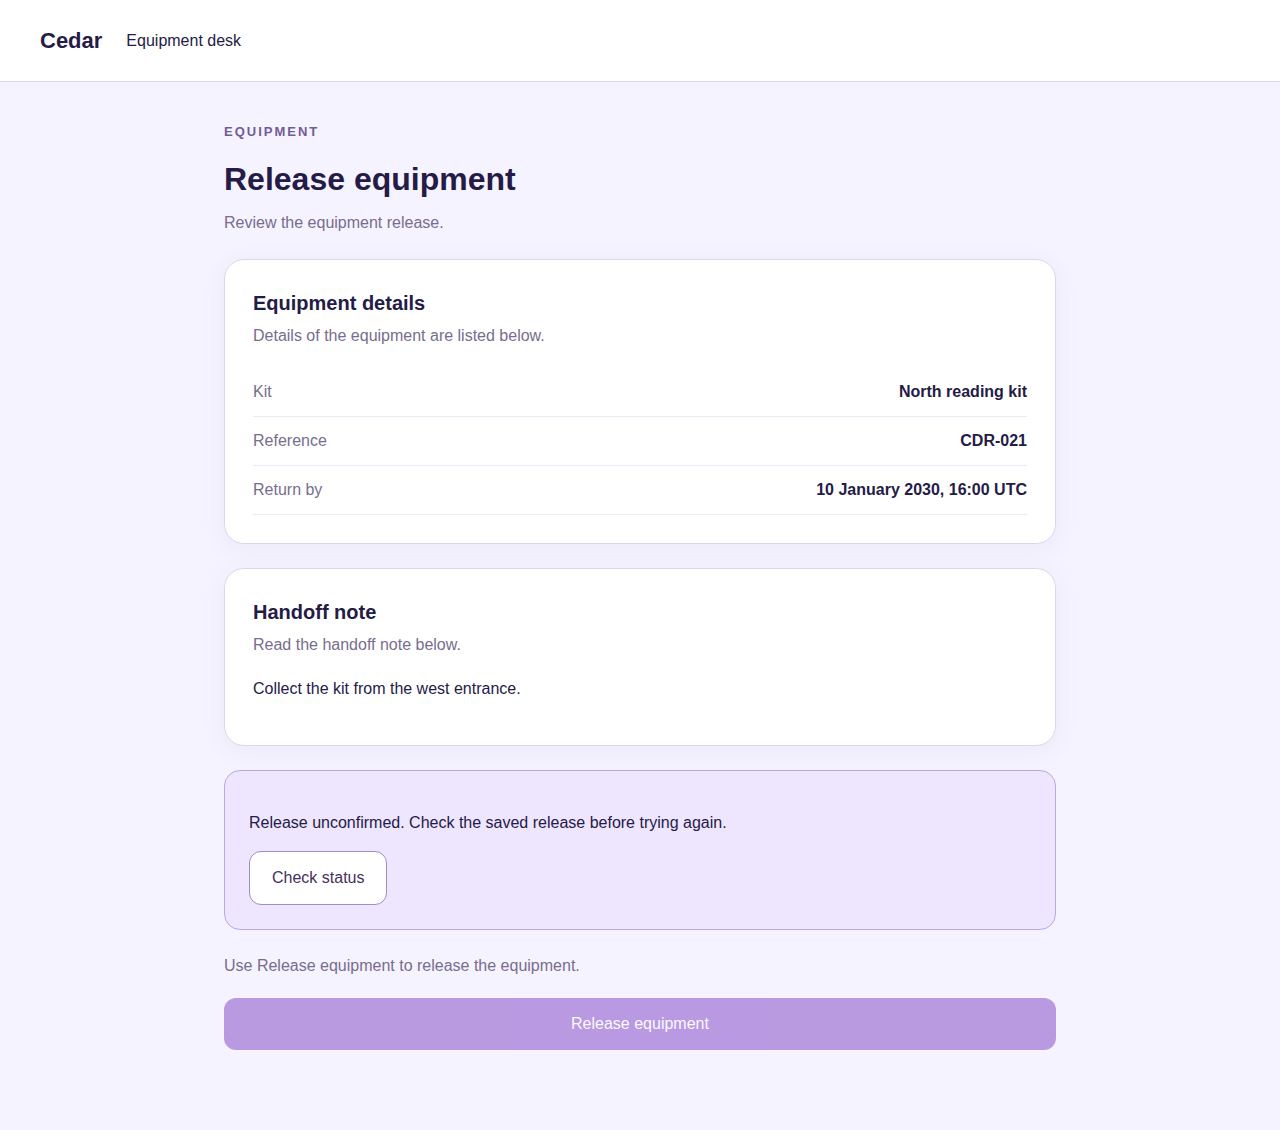 Cedar Equipment desk
EQUIPMENT
Release equipment
Review the equipment release.
Equipment details
Details of the equipment are listed below.
Kit North reading kit
Reference CDR-021
Return by 10 January 2030, 16:00 UTC
Handoff note
Read the handoff note below.
Collect the kit from the west entrance.
Release unconfirmed. Check the saved release before trying again.
Check status
Use Release equipment to release the equipment.
Release equipment